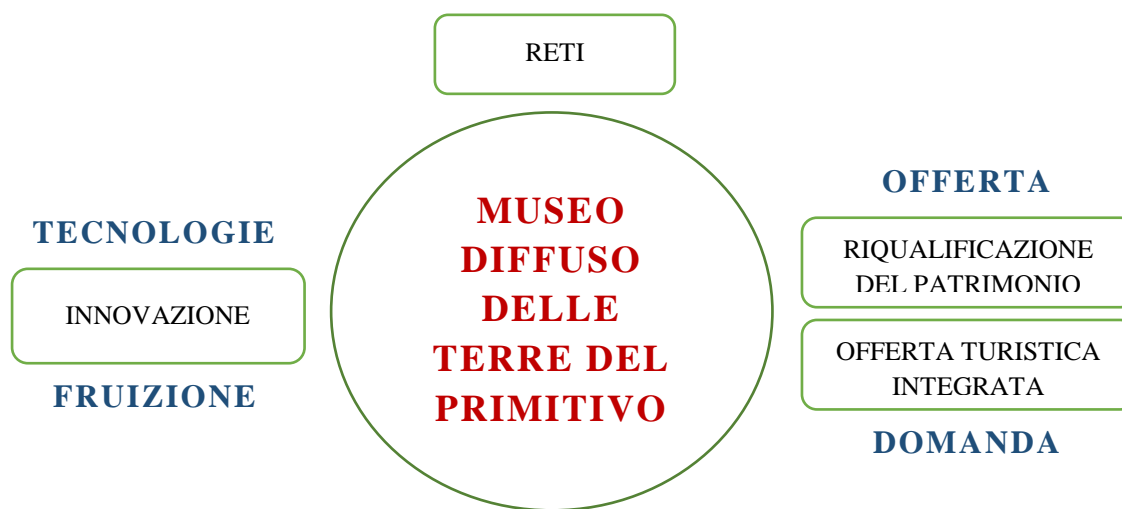 RETI
TECNOLOGIE
INNOVAZIONE
FRUIZIONE
MUSEO
DIFFUSO
DELLE
TERRE DEL
PRIMITIVO
OFFERTA
RIQUALIFICAZIONE
DEL PATRIMONIO
OFFERTA TURISTICA
INTEGRATA
DOMANDA